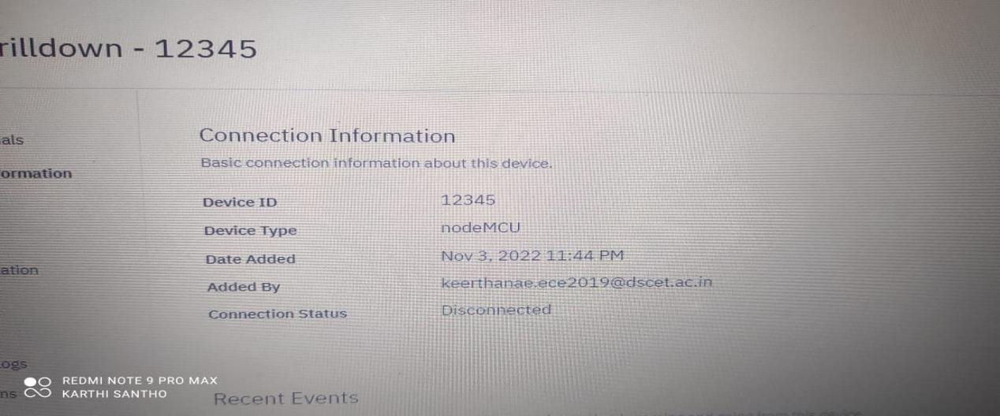 rilldown - 12345
als
ormation
ation
ogs
ns
Connection Information
Basic connection information about this device.
Device ID 12345
Device Type nodeMCU
Date Added Nov 3, 2022 11:44 PM
Added By keerthanae.ece2019@dscet.ac.in
Connection Status Disconnected
Recent Events
REDMI NOTE 9 PRO MAX
KARTHI SANTHO